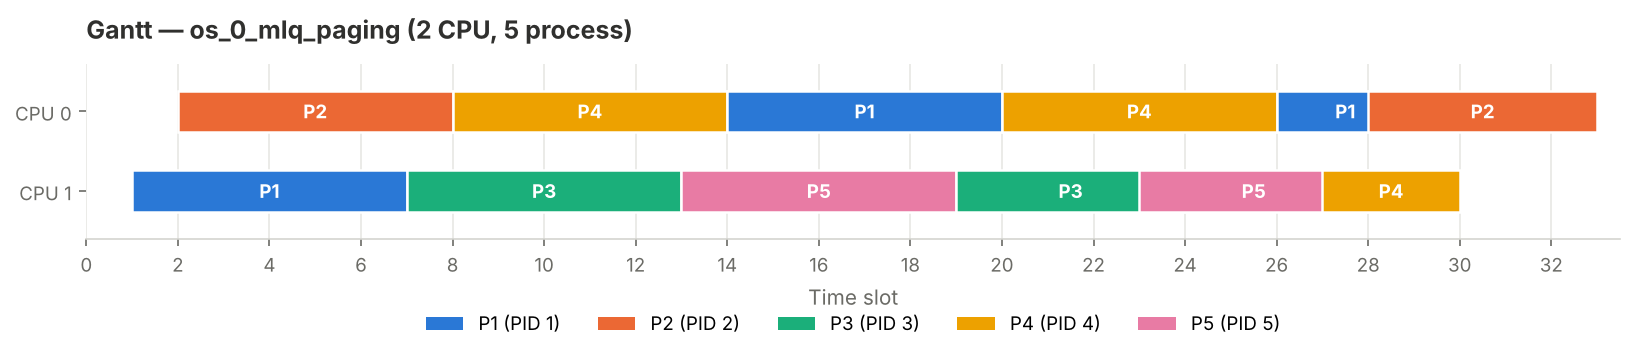 Gantt — os_0_mlq_paging (2 CPU, 5 process)
CPU 0 P2 P4 P1 P4 P1 P2
CPU 1 P1 P3 P5 P3 P5 P4
0 2 4 6 8 10 12 14 16 18 20 22 24 26 28 30 32
Time slot
P1 (PID 1) P2 (PID 2) P3 (PID 3) P4 (PID 4) P5 (PID 5)